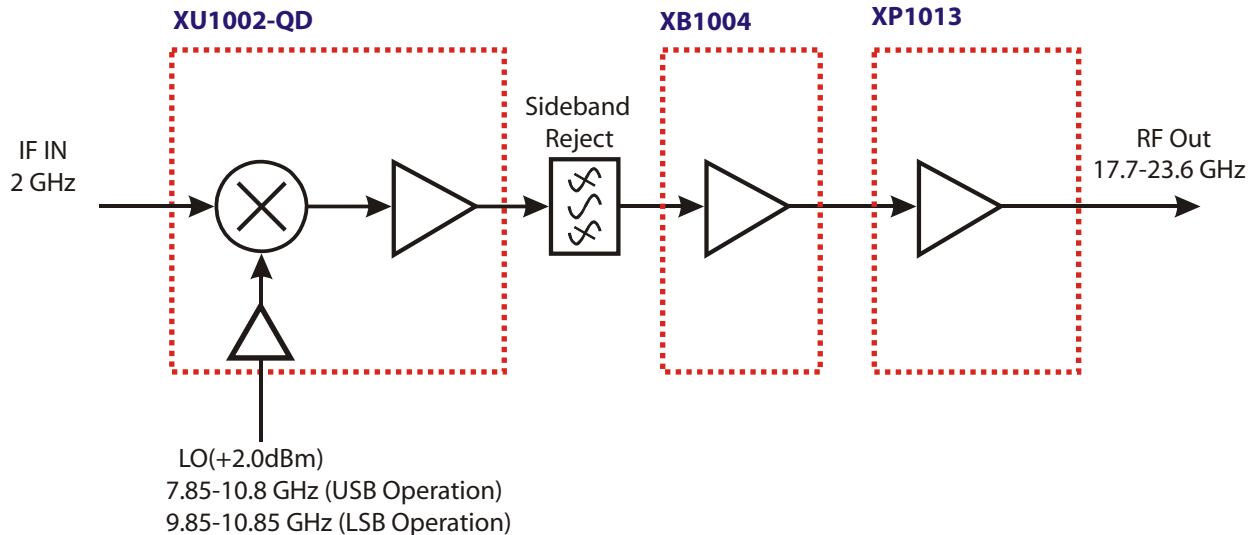 XU1002-QD
XB1004
XP1013
Sideband
Reject
IF IN
2 GHz
RF Out
17.7-23.6 GHz
LO(+2.0dBm)
7.85-10.8 GHz (USB Operation)
9.85-10.85 GHz (LSB Operation)